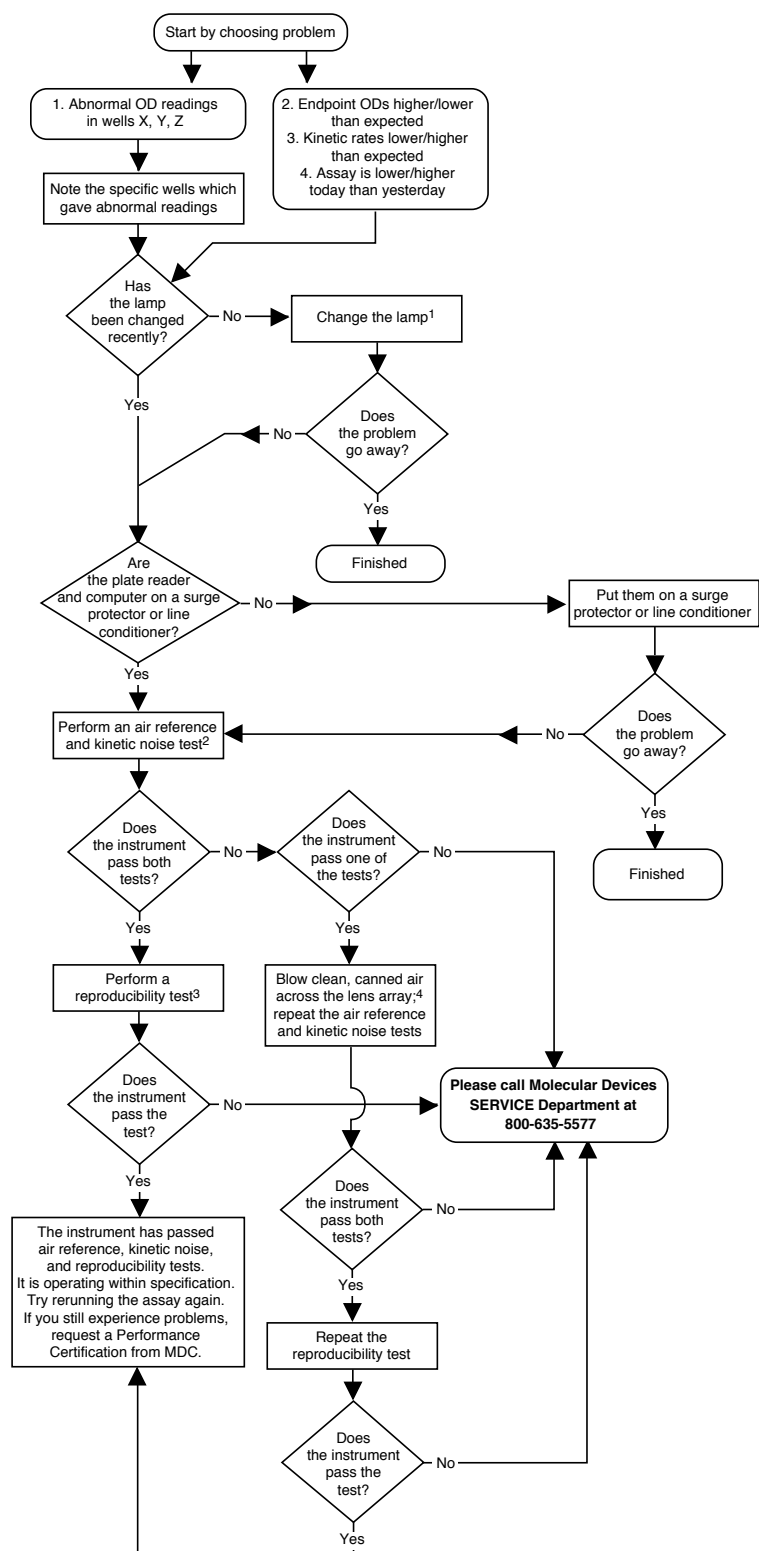 Start by choosing problem
1. Abnormal OD readings
in wells X, Y, Z
2. Endpoint ODs higher/lower
than expected
3. Kinetic rates lower/higher
than expected
4. Assay is lower/higher
today than yesterday
Note the specific wells which
gave abnormal readings
Has
the lamp
been changed
recently?
No
Change the lamp1
Yes
Does
the problem
go away?
No
Yes
Finished
Are
the plate reader
and computer on a surge
protector or line
conditioner?
No
Put them on a surge
protector or line conditioner
Yes
Does
the problem
go away?
No
Yes
Finished
Perform an air reference
and kinetic noise test2
Does
the instrument
pass both
tests?
No
Does
the instrument
pass one of
the tests?
No
Yes
Yes
Perform a
reproducibility test3
Blow clean, canned air
across the lens array;4
repeat the air reference
and kinetic noise tests
Does
the instrument
pass the
test?
No
Please call Molecular Devices
SERVICE Department at
800-635-5577
Yes
Does
the instrument
pass both
tests?
No
Yes
The instrument has passed
air reference, kinetic noise,
and reproducibility tests.
It is operating within specification.
Try rerunning the assay again.
If you still experience problems,
request a Performance
Certification from MDC.
Repeat the
reproducibility test
Does
the instrument
pass the
test?
No
Yes